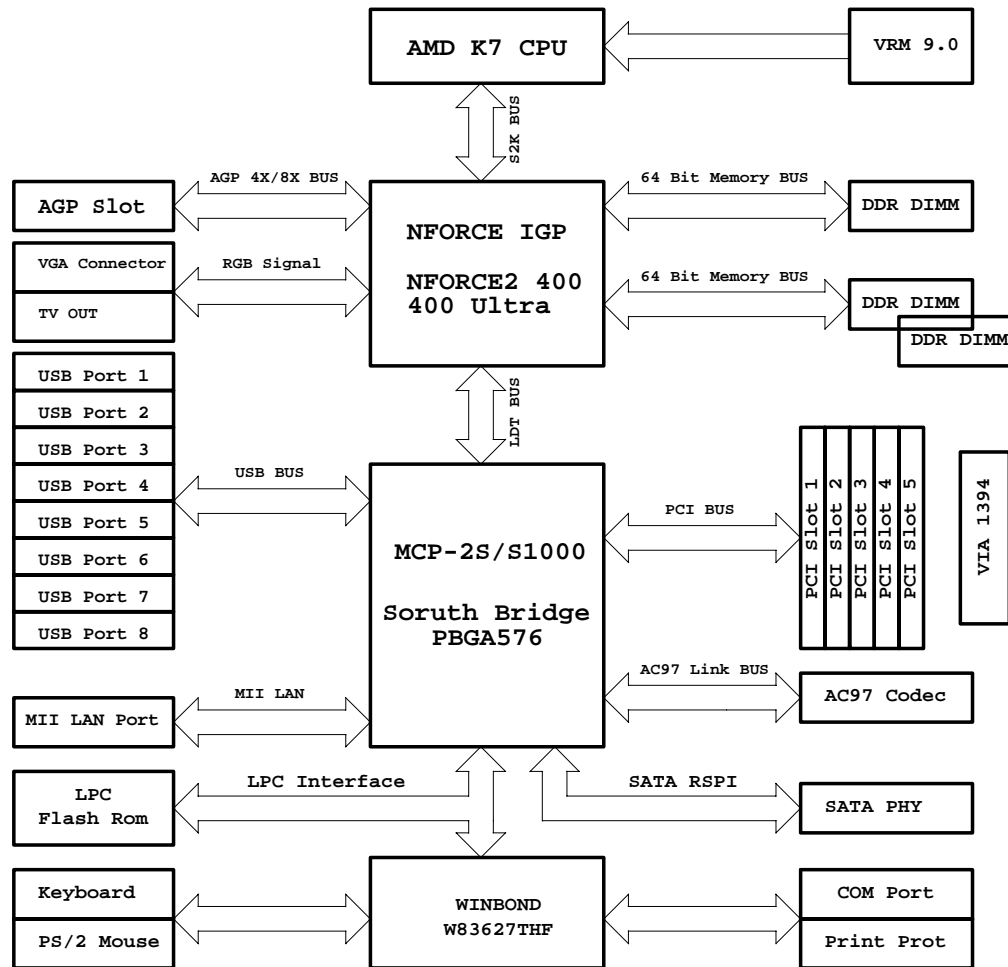 AMD K7 CPU
VRM 9.0
S2K BUS
AGP 4X/8X BUS
64 Bit Memory BUS
AGP Slot
NFORCE IGP
DDR DIMM
VGA Connector
RGB Signal
NFORCE2 400
400 Ultra
64 Bit Memory BUS
TV OUT
DDR DIMM
DDR DIMM
USB Port 1
USB Port 2
USB Port 3
USB Port 4
USB Port 5
USB Port 6
USB Port 7
USB Port 8
LDT BUS
USB BUS
MCP-2S/S1000
Soruth Bridge
PBGA576
PCI BUS
PCI Slot 1
PCI Slot 2
PCI Slot 3
PCI Slot 4
PCI Slot 5
VIA 1394
MII LAN
MII LAN Port
AC97 Link BUS
AC97 Codec
LPC Interface
LPC
Flash Rom
SATA RSPI
SATA PHY
Keyboard
PS/2 Mouse
WINBOND
W83627THF
COM Port
Print Prot